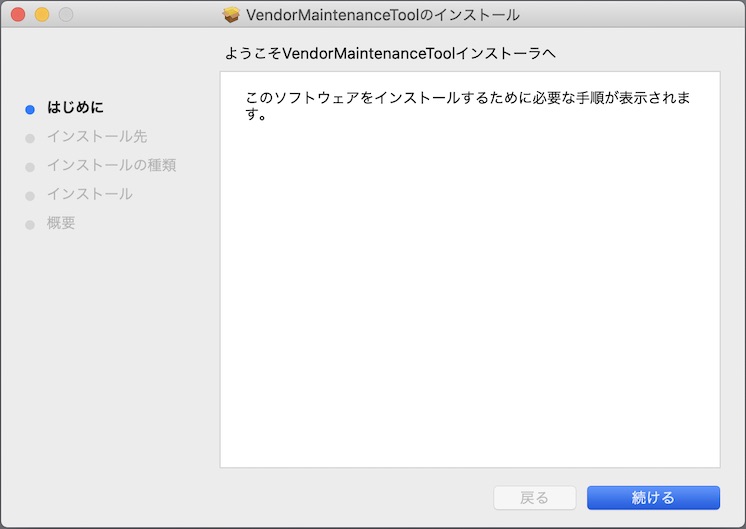 VendorMaintenanceToolのインストール
ようこそVendorMaintenanceToolインストーラへ
はじめに
インストール先
インストールの種類
インストール
概要
このソフトウェアをインストールするために必要な手順が表示されま
す。
戻る
続ける